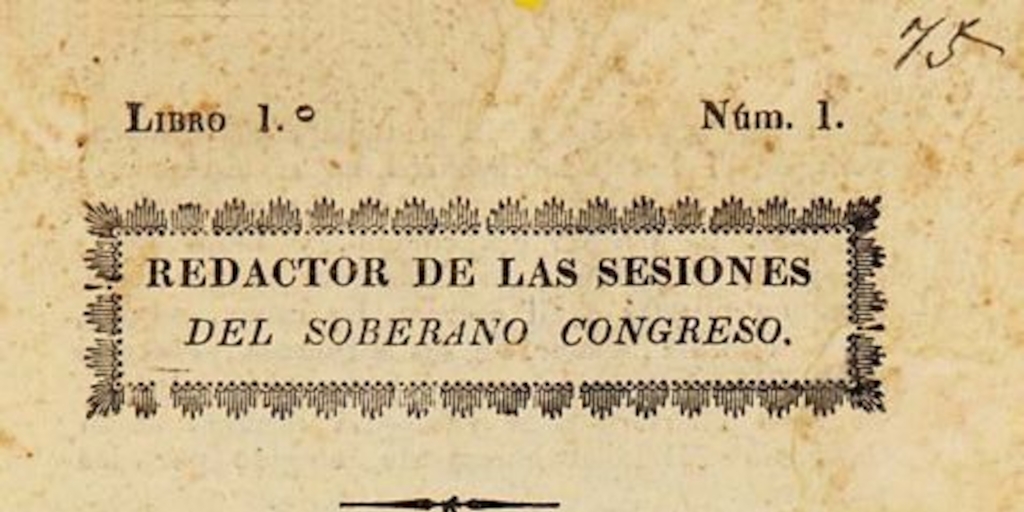 75
LIBRO 1.º Núm. 1.
REDACTOR DE LAS SESIONES
DEL SOBERANO CONGRESO.